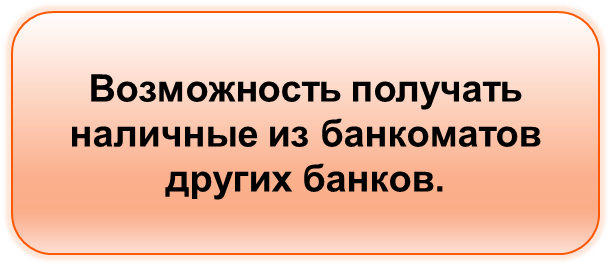 Возможность получать
наличные из банкоматов
других банков.